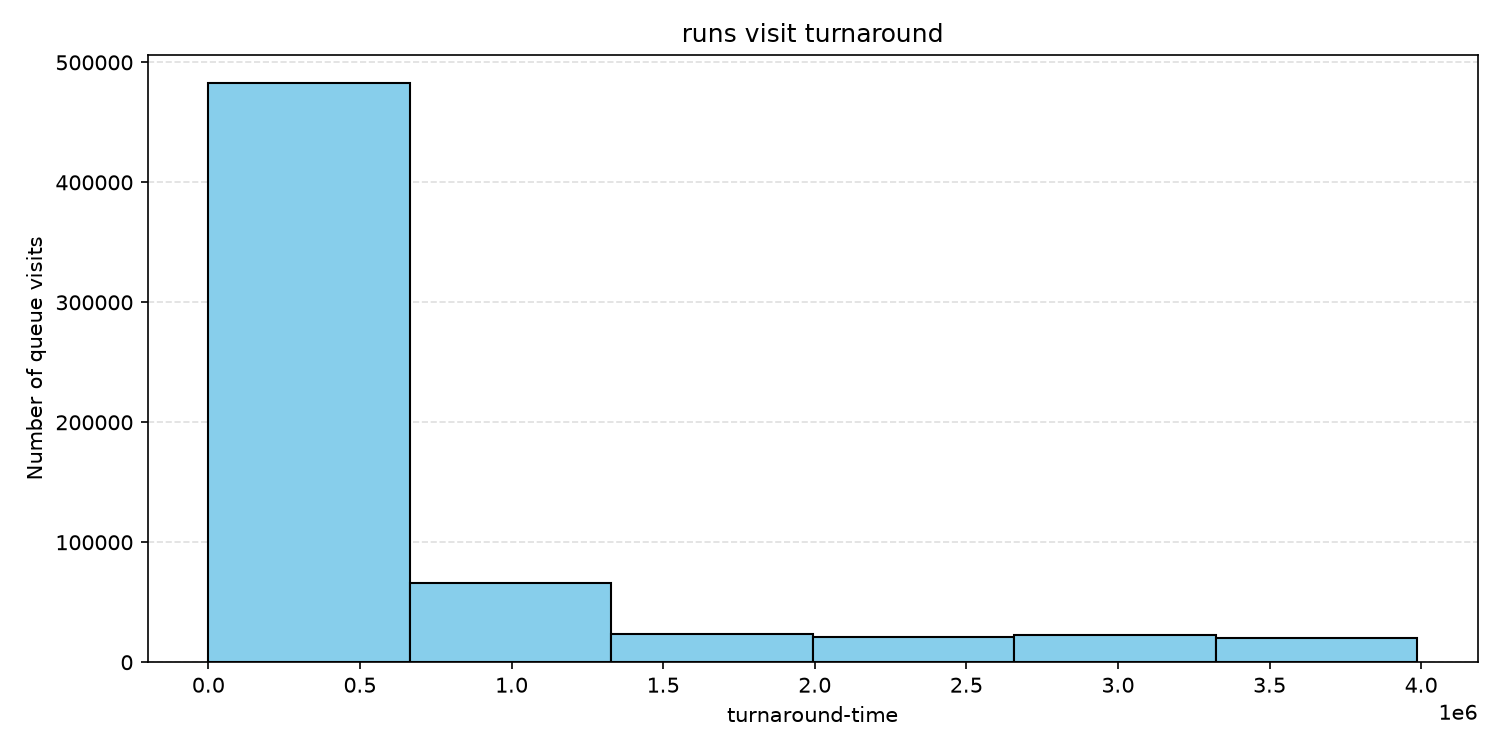 runs visit turnaround
Number of queue visits
500000
400000
300000
200000
100000
0
0.0 0.5 1.0 1.5 2.0 2.5 3.0 3.5 4.0
1e6
turnaround-time